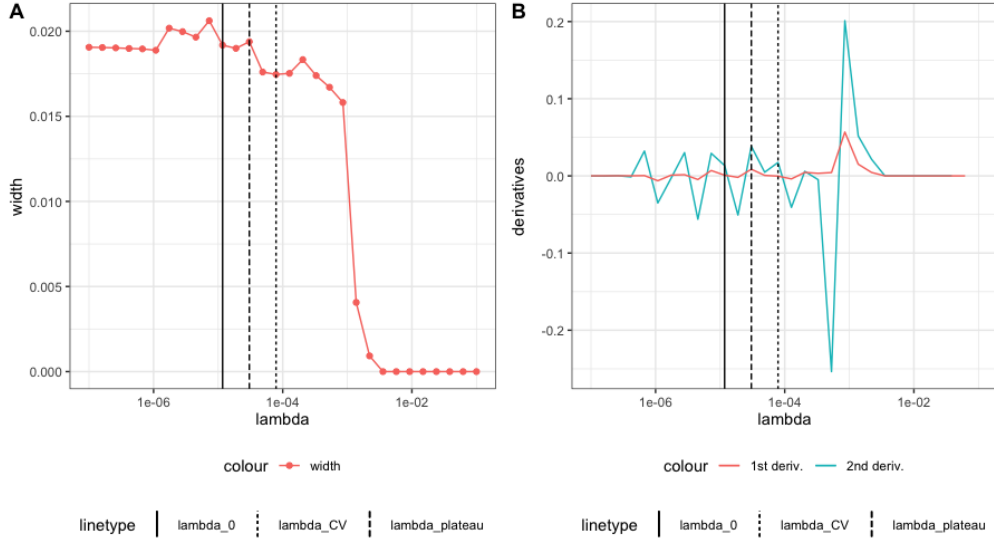 A
B
width
0.020
0.015
0.010
0.005
0.000
1e-06
1e-04
1e-02
lambda
derivatives
0.2
0.1
0.0
-0.1
-0.2
1e-06
1e-04
1e-02
lambda
colour width
colour 1st deriv. 2nd deriv.
linetype lambda_0 lambda_CV lambda_plateau
linetype lambda_0 lambda_CV lambda_plateau